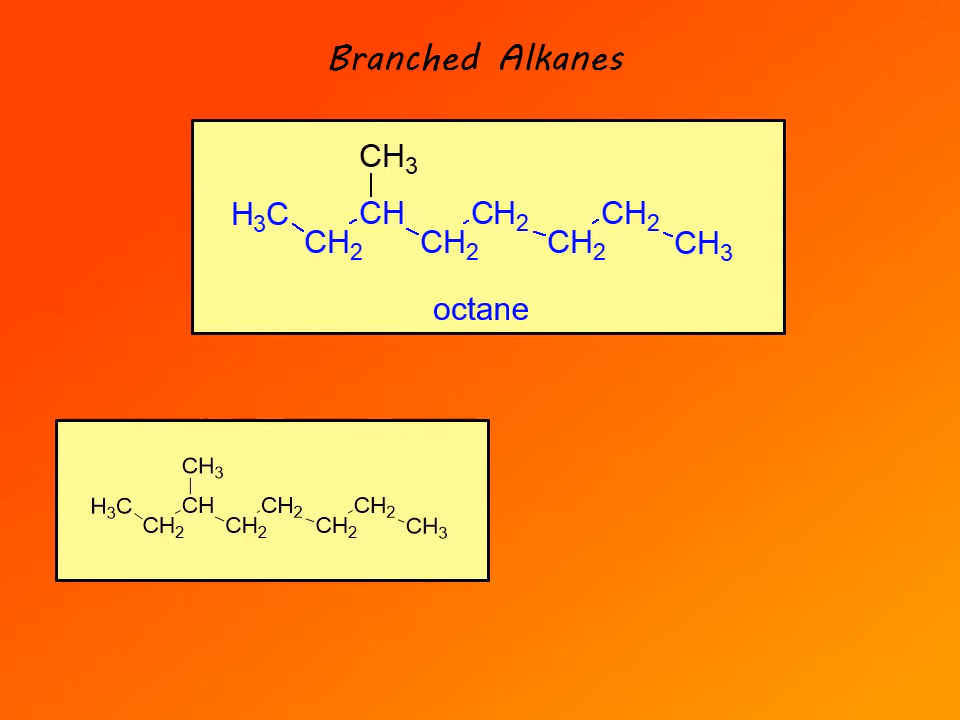 Branched Alkanes
CH₃
H₃C CH CH₂ CH₂
CH₂ CH₂ CH₂ CH₃
octane
CH₃
H₃C CH CH₂ CH₂
CH₂ CH₂ CH₂ CH₃